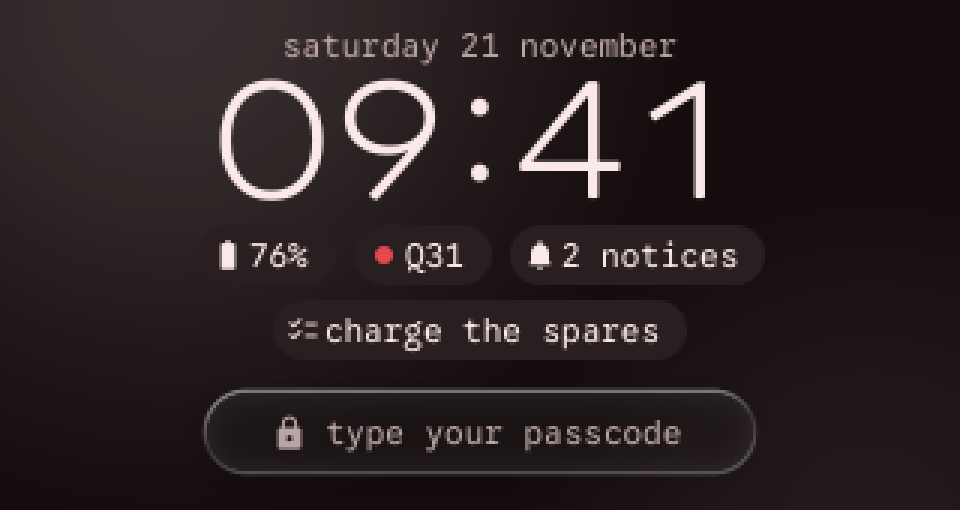 saturday 21 november
09:41
76% Q31 2 notices
charge the spares
type your passcode